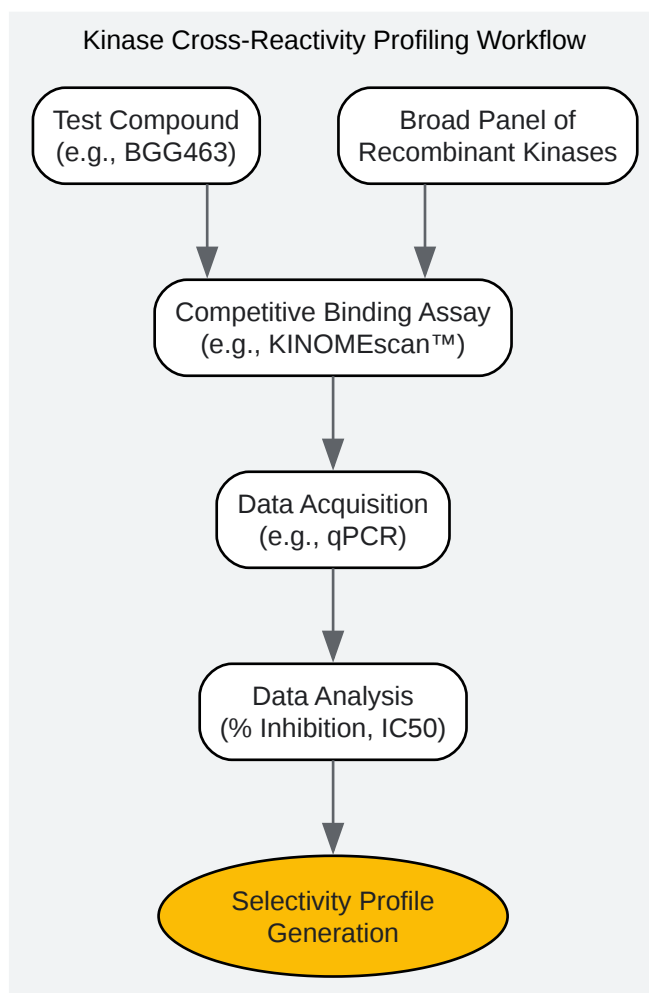 Kinase Cross-Reactivity Profiling Workflow
Test Compound
(e.g., BGG463)
Broad Panel of
Recombinant Kinases
Competitive Binding Assay
(e.g., KINOMEscan™)
Data Acquisition
(e.g., qPCR)
Data Analysis
(% Inhibition, IC50)
Selectivity Profile
Generation